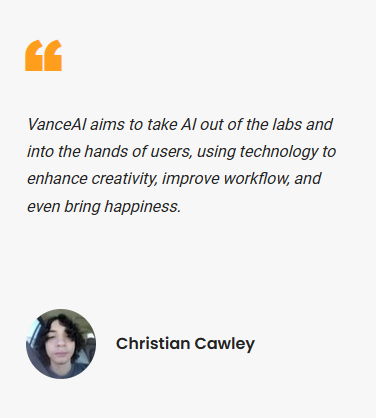 VanceAI aims to take AI out of the labs and
into the hands of users, using technology to
enhance creativity, improve workflow, and
even bring happiness.
Christian Cawley